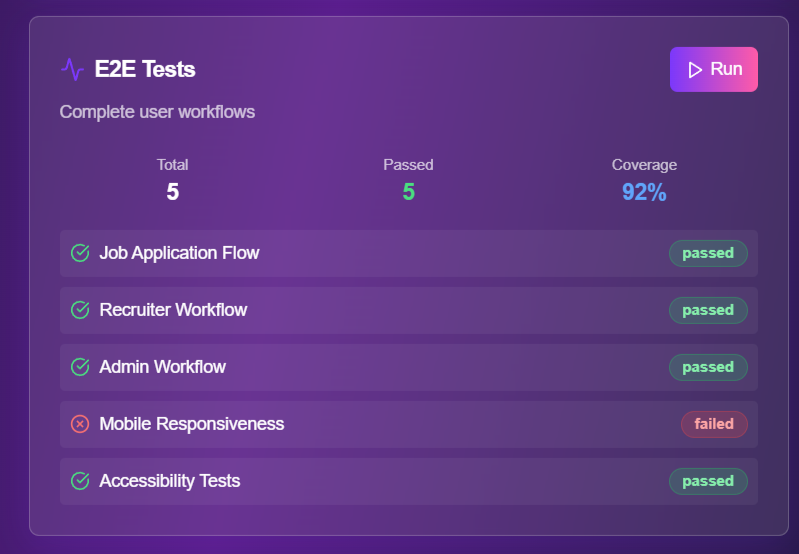 E2E Tests
Run
Complete user workflows
Total
Passed
Coverage
5
5
92%
Job Application Flow
passed
Recruiter Workflow
passed
Admin Workflow
passed
Mobile Responsiveness
failed
Accessibility Tests
passed